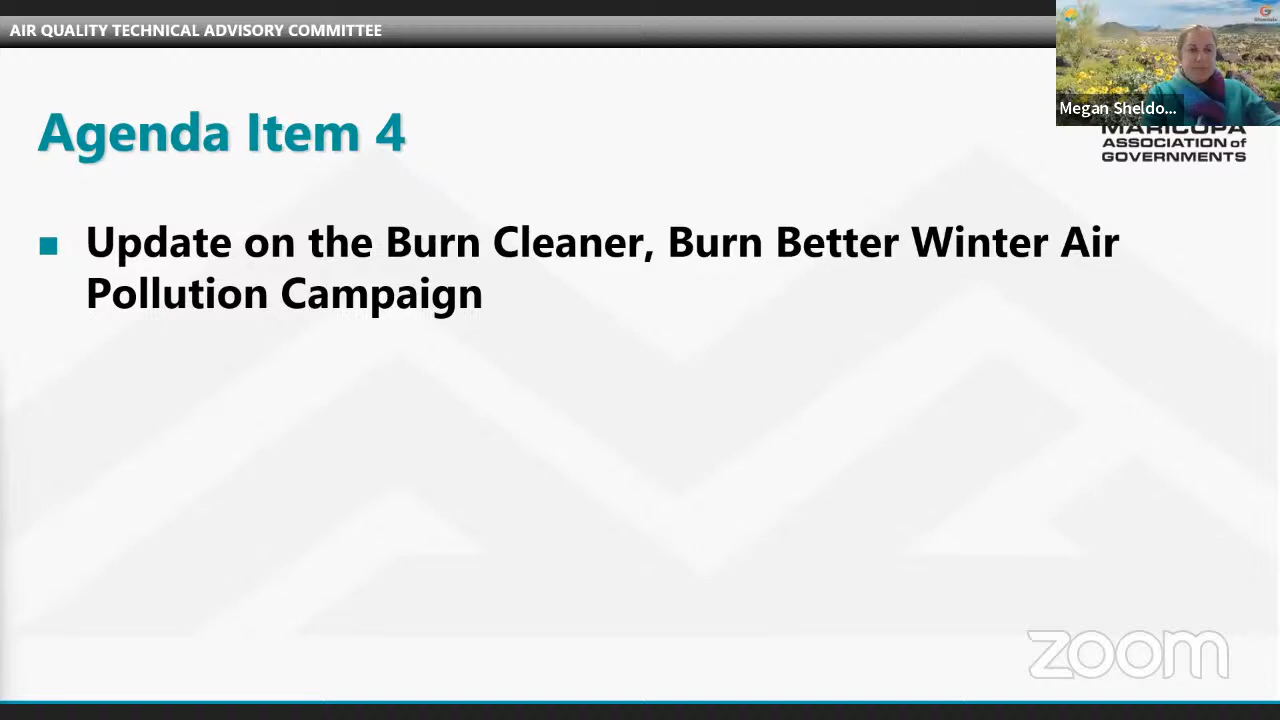 AIR QUALITY TECHNICAL ADVISORY COMMITTEE
Megan Sheldo...
Agenda Item 4
MARICOPA
ASSOCIATION of
GOVERNMENTS
Update on the Burn Cleaner, Burn Better Winter Air
Pollution Campaign
zoom